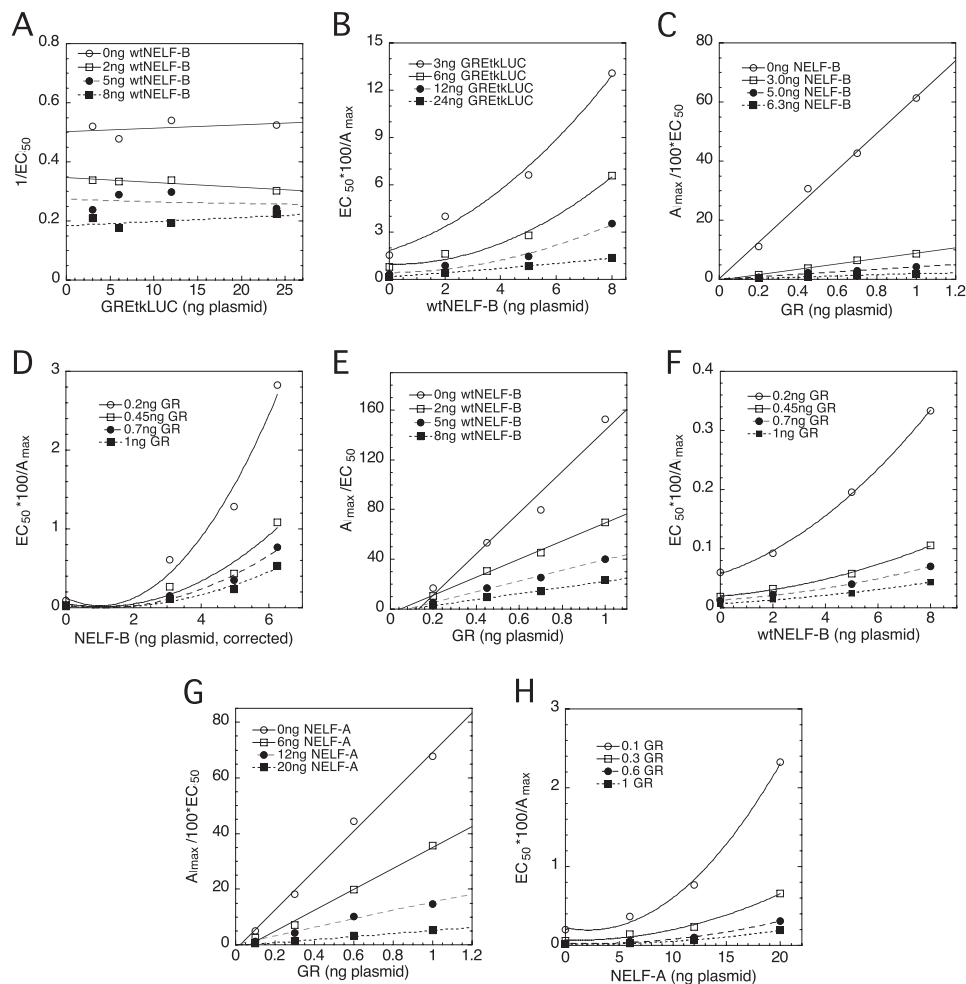 A
0ng wtNELF-B
2ng wtNELF-B
5ng wtNELF-B
8ng wtNELF-B
0.8
0.6
0.4
0.2
0
1/EC50
0 5 10 15 20 25
GREtkLUC (ng plasmid)
B
3ng GREtkLUC
6ng GREtkLUC
12ng GREtkLUC
24ng GREtkLUC
15
12
9
6
3
0
EC50*100/Amax
0 2 4 6 8
wtNELF-B (ng plasmid)
C
0ng NELF-B
3.0ng NELF-B
5.0ng NELF-B
6.3ng NELF-B
80
60
40
20
0
Amax/100*EC50
0 0.2 0.4 0.6 0.8 1 1.2
GR (ng plasmid)
D
0.2ng GR
0.45ng GR
0.7ng GR
1ng GR
3
2
1
0
EC50*100/Amax
0 2 4 6
NELF-B (ng plasmid, corrected)
E
0ng wtNELF-B
2ng wtNELF-B
5ng wtNELF-B
8ng wtNELF-B
160
120
80
40
0
Amax/EC50
0 0.2 0.4 0.6 0.8 1
GR (ng plasmid)
F
0.2ng GR
0.45ng GR
0.7ng GR
1ng GR
0.4
0.3
0.2
0.1
0
EC50*100/Amax
0 2 4 6 8
wtNELF-B (ng plasmid)
G
0ng NELF-A
6ng NELF-A
12ng NELF-A
20ng NELF-A
80
60
40
20
0
Amax/100*EC50
0 0.2 0.4 0.6 0.8 1 1.2
GR (ng plasmid)
H
0.1 GR
0.3 GR
0.6 GR
1 GR
3
2
1
0
EC50*100/Amax
0 5 10 15 20
NELF-A (ng plasmid)